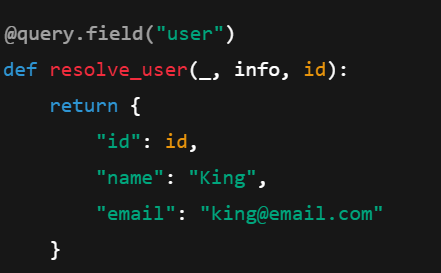 @query.field("user")
def resolve_user(_, info, id):
    return {
        "id": id,
        "name": "King",
        "email": "king@email.com"
    }